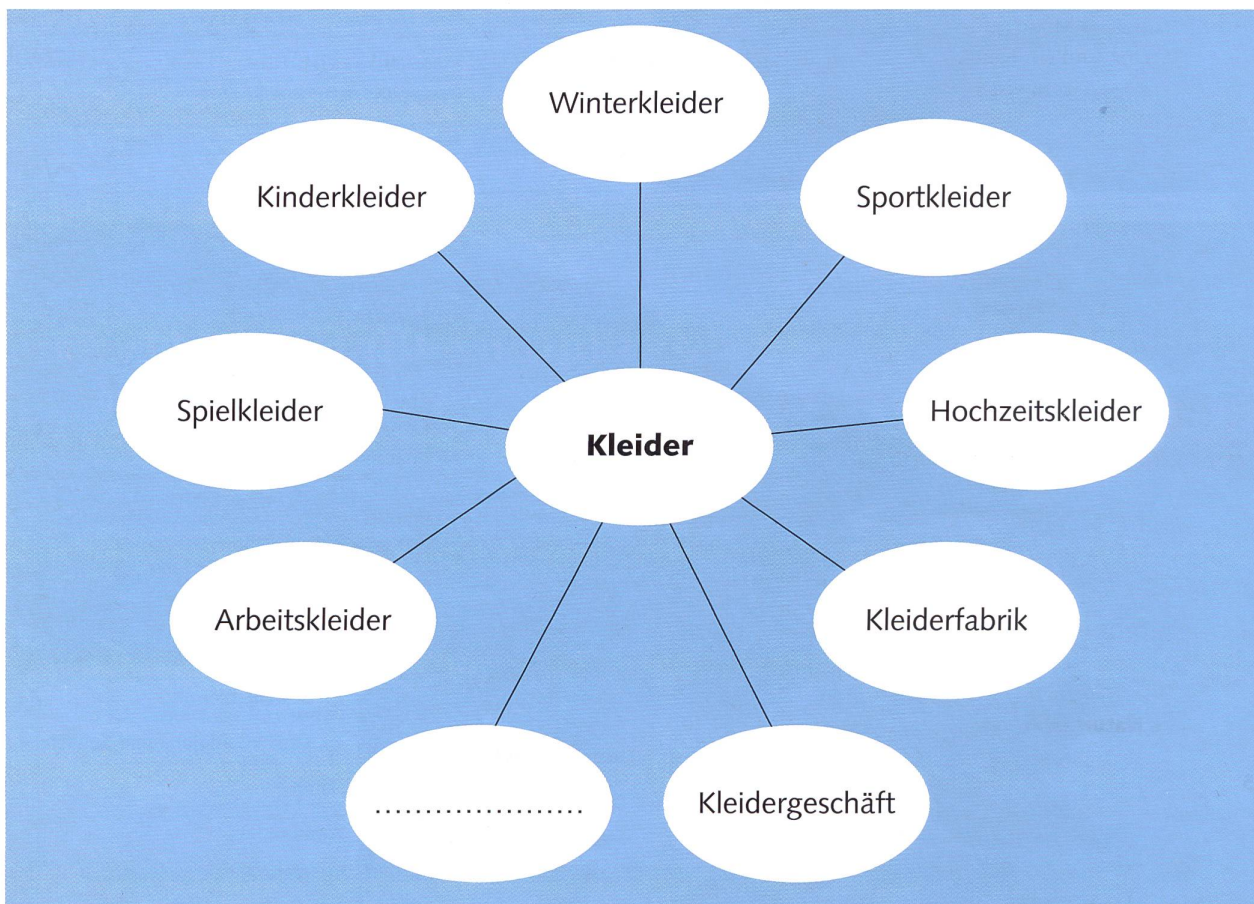 Winterkleider
Kinderkleider
Sportkleider
Spielkleider
Kleider
Hochzeitskleider
Arbeitskleider
Kleiderfabrik
.....................
Kleidergeschäft